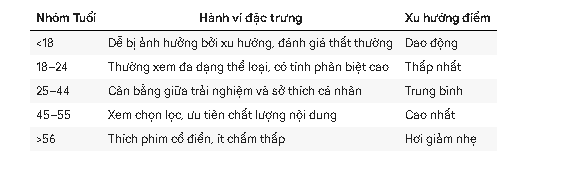 Nhóm Tuổi Hành ví đặc trưng Xu hướng điểm
<18 Dễ bị ảnh hưởng bởi xu hướng, đánh giá thất thường Dao động
18–24 Thường xem đa dạng thể loại, có tính phân biệt cao Thấp nhất
25–44 Cân bằng giữa trải nghiệm và sở thích cá nhân Trung bình
45–55 Xem chọn lọc, ưu tiên chất lượng nội dung Cao nhất
>56 Thích phim cổ điển, ít chấm thấp Hơi giảm nhẹ